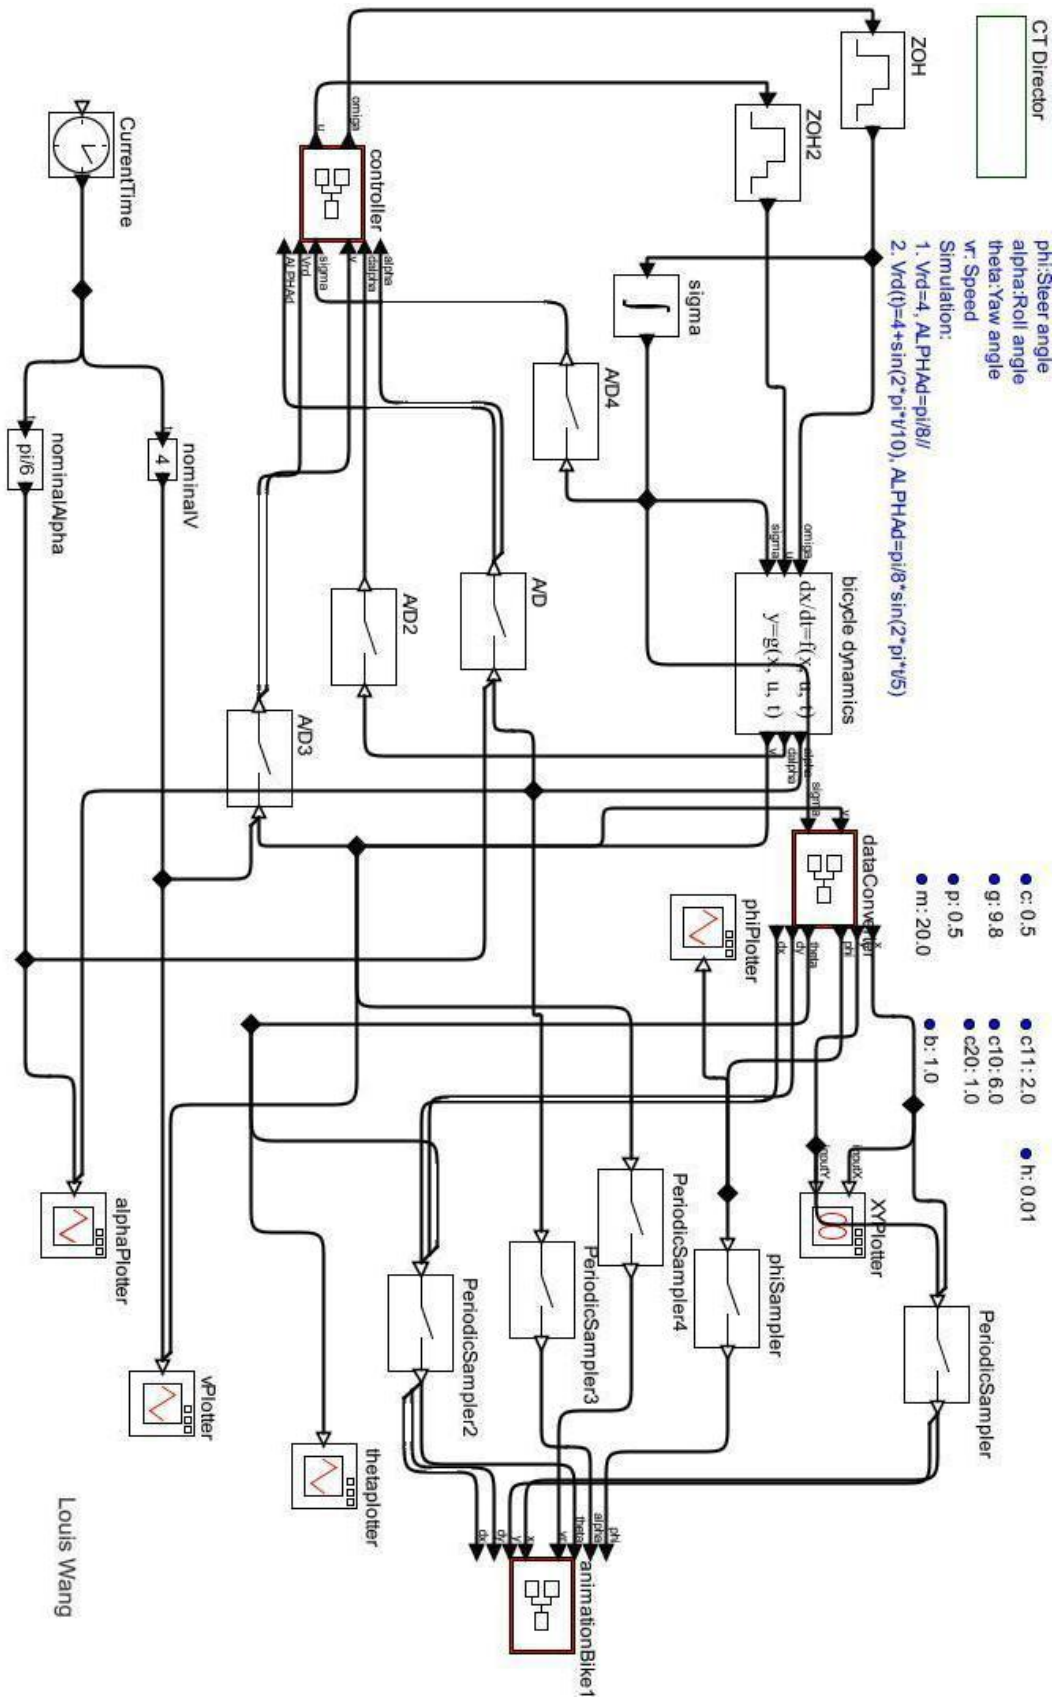 CT Director
phi:Steer angle
alpha:Roll angle
theta:Yaw angle
vr: Speed
Simulation:
1. Vrd=4, ALPHAd=pi/8//
2. Vrd(t)=4+sin(2*pi*t/10), ALPHAd=pi/8*sin(2*pi*t/5)
c: 0.5
g: 9.8
p: 0.5
m: 20.0
c11: 2.0
c10: 6.0
c20: 1.0
b: 1.0
h: 0.01
ZOH
ZOH2
sigma
∫
bicycle dynamics
dx/dt=f(x, u, t)
y=g(x, u, t)
omiga
u
sigma
alpha
dalpha
v
dataConverter
sigma
v
x
y
phi
theta
dy
dx
XYPlotter
inputX
inputY
PeriodicSampler
phiPlotter
phiSampler
PeriodicSampler4
PeriodicSampler3
PeriodicSampler2
animationBike1
phi
alpha
theta
vr
x
y
dy
dx
controller
omiga
u
alpha
dalpha
v
sigma
Vrd
ALPHAd
A/D4
A/D
A/D2
A/D3
CurrentTime
nominalV
t
4
nominalAlpha
t
pi/6
alphaPlotter
vPlotter
thetaplotter
Louis Wang